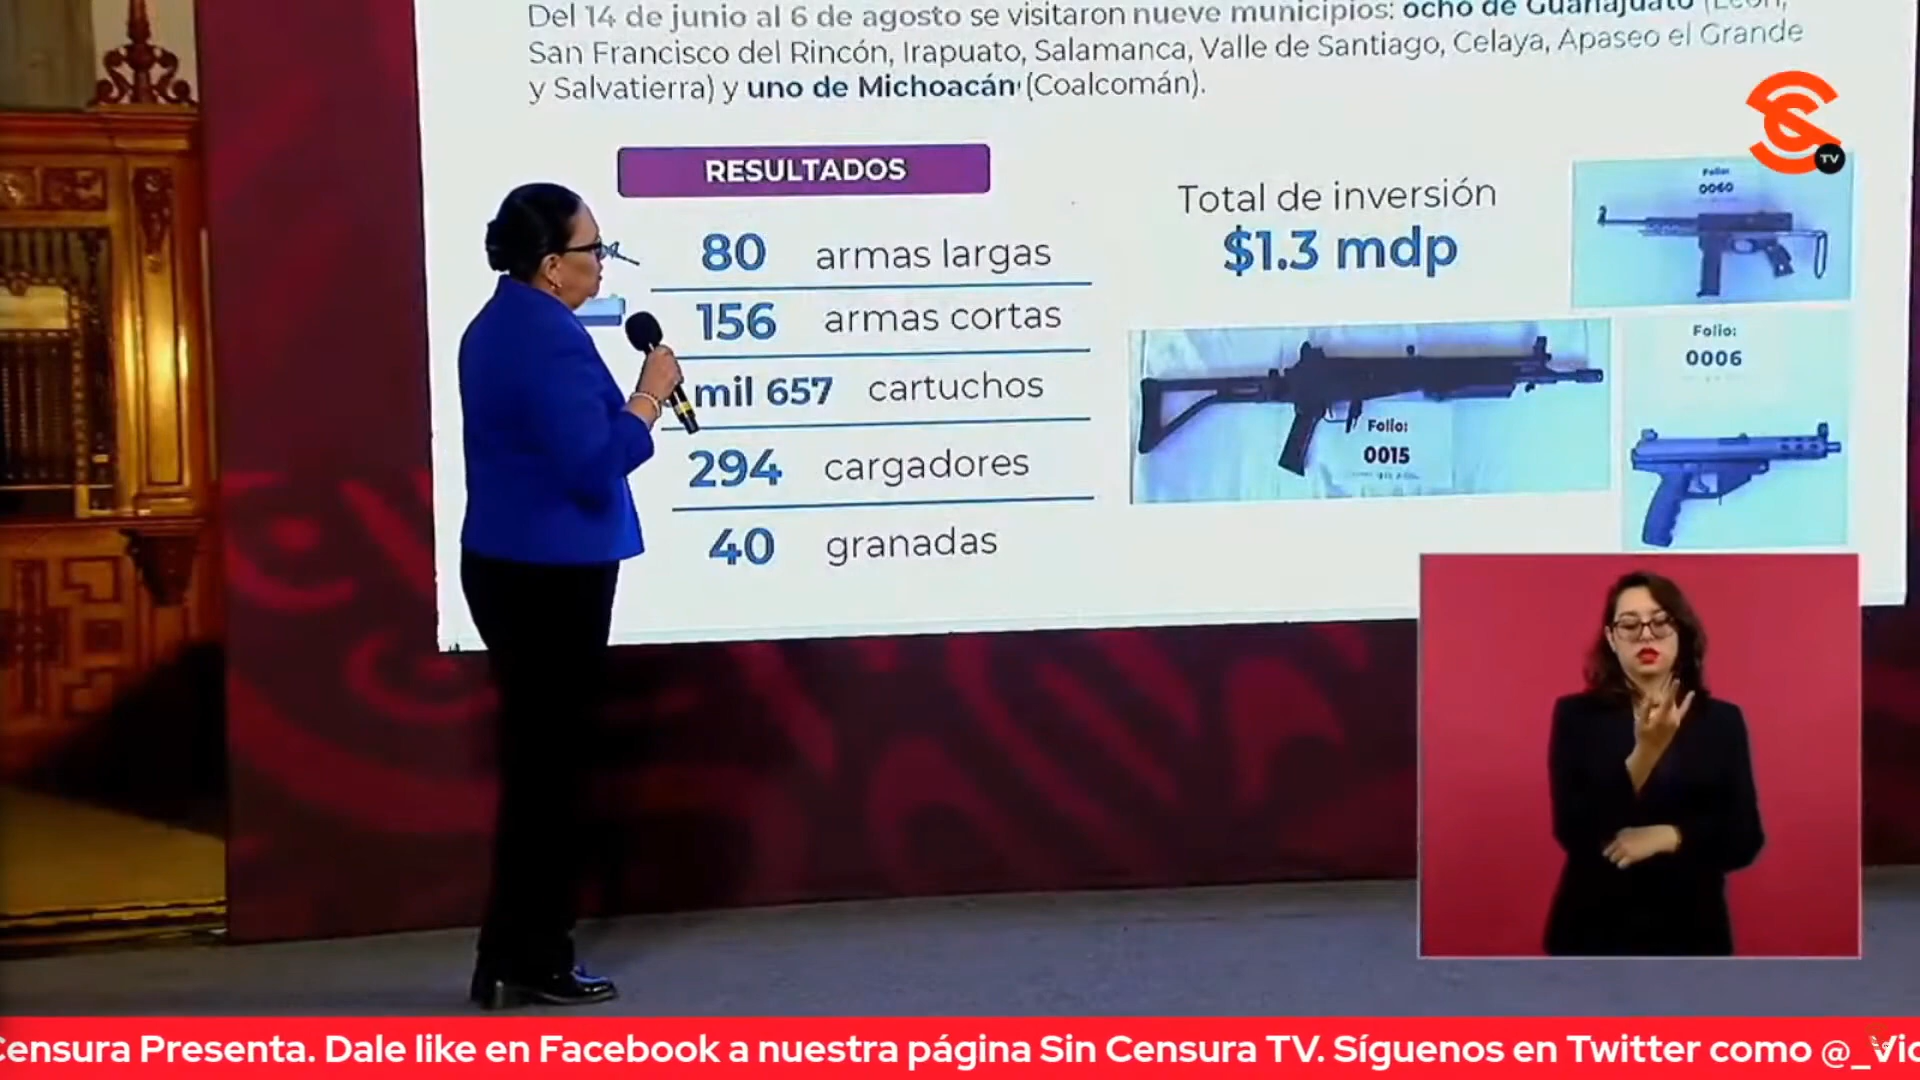 Del 14 de junio al 6 de agosto se visitaron nueve municipios: ocho de Guanajuato (León,
San Francisco del Rincón, Irapuato, Salamanca, Valle de Santiago, Celaya, Apaseo el Grande
y Salvatierra) y uno de Michoacán (Coalcomán).
RESULTADOS
80 armas largas
156 armas cortas
mil 657 cartuchos
294 cargadores
40 granadas
Total de inversión
$1.3 mdp
Folio:
0060
Folio:
0015
Folio:
0006
TV
Censura Presenta. Dale like en Facebook a nuestra página Sin Censura TV. Síguenos en Twitter como @_Vic